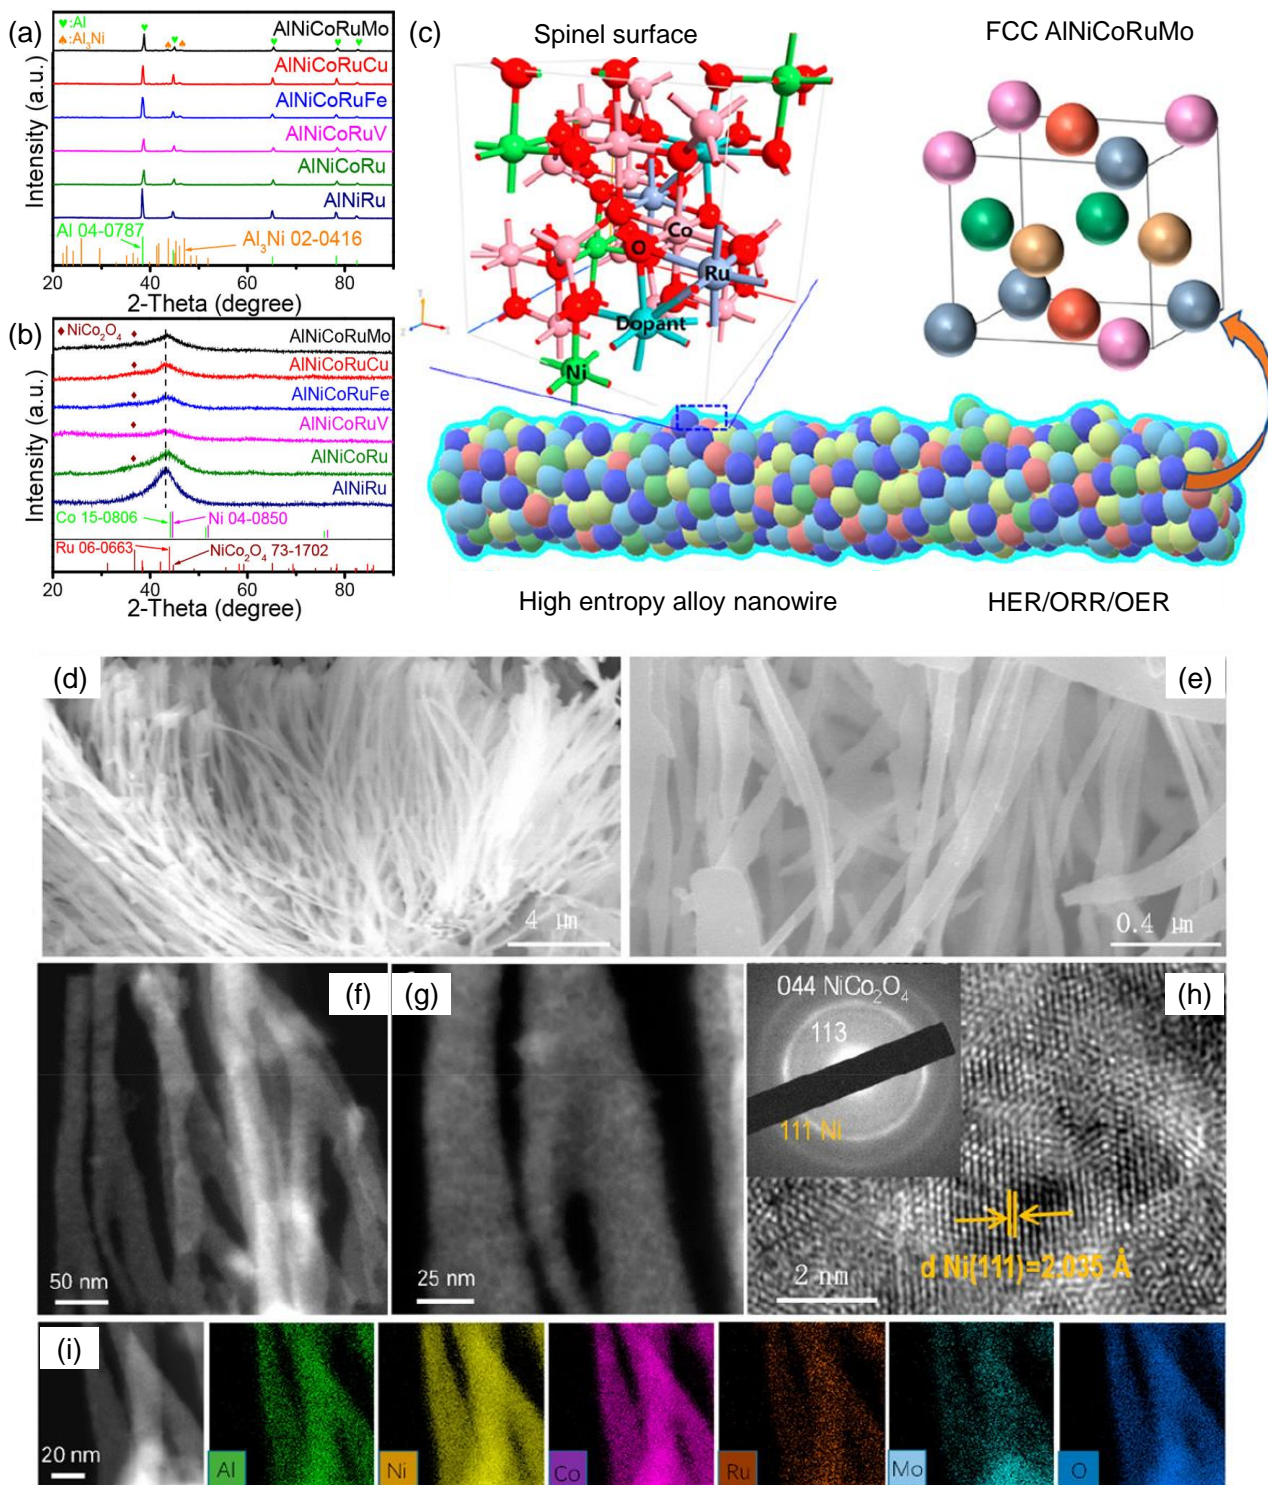 (a)
♥:Al
♠:Al₃Ni
AlNiCoRuMo
AlNiCoRuCu
AlNiCoRuFe
AlNiCoRuV
AlNiCoRu
AlNiRu
Al 04-0787
Al₃Ni 02-0416
Intensity (a.u.)
20 40 60 80
2-Theta (degree)
(b)
♦ NiCo₂O₄
AlNiCoRuMo
AlNiCoRuCu
AlNiCoRuFe
AlNiCoRuV
AlNiCoRu
AlNiRu
Co 15-0806
Ni 04-0850
Ru 06-0663
NiCo₂O₄ 73-1702
Intensity (a.u.)
20 40 60 80
2-Theta (degree)
(c)
Spinel surface
FCC AlNiCoRuMo
Co
O
Ru
Dopant
Ni
High entropy alloy nanowire
HER/ORR/OER
(d)
4 μm
(e)
0.4 μm
(f)
50 nm
(g)
25 nm
(h)
044 NiCo₂O₄
113
111 Ni
d Ni(111)=2.035 Å
2 nm
(i)
20 nm
Al
Ni
Co
Ru
Mo
O